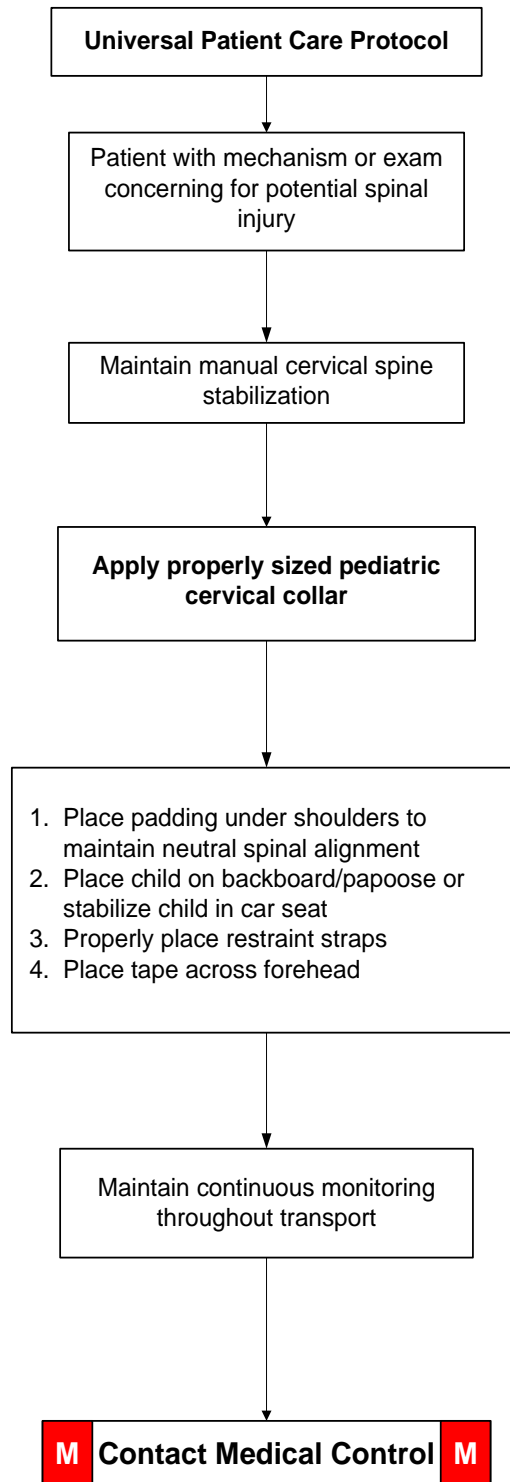 Universal Patient Care Protocol
Patient with mechanism or exam
concerning for potential spinal
injury
Maintain manual cervical spine
stabilization
Apply properly sized pediatric
cervical collar
1. Place padding under shoulders to
maintain neutral spinal alignment
2. Place child on backboard/papoose or
stabilize child in car seat
3. Properly place restraint straps
4. Place tape across forehead
Maintain continuous monitoring
throughout transport
M Contact Medical Control M